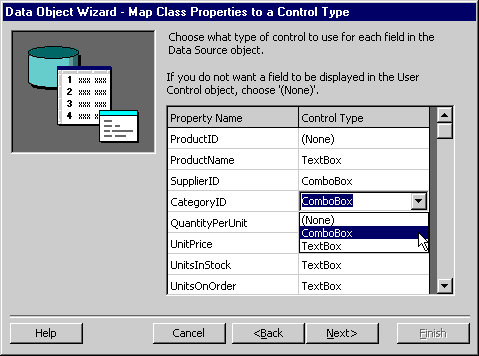 Data Object Wizard - Map Class Properties to a Control Type
Choose what type of control to use for each field in the
Data Source object.
If you do not want a field to be displayed in the User
Control object, choose '(None)'.
1 xxx xxx
2 xxx xxx
3 xxx xxx
4 xxx xxx
Property Name Control Type
ProductID (None)
ProductName TextBox
SupplierID ComboBox
CategoryID ComboBox
QuantityPerUnit (None)
ComboBox
UnitPrice TextBox
UnitsInStock TextBox
UnitsOnOrder TextBox
Help Cancel <Back Next> Finish